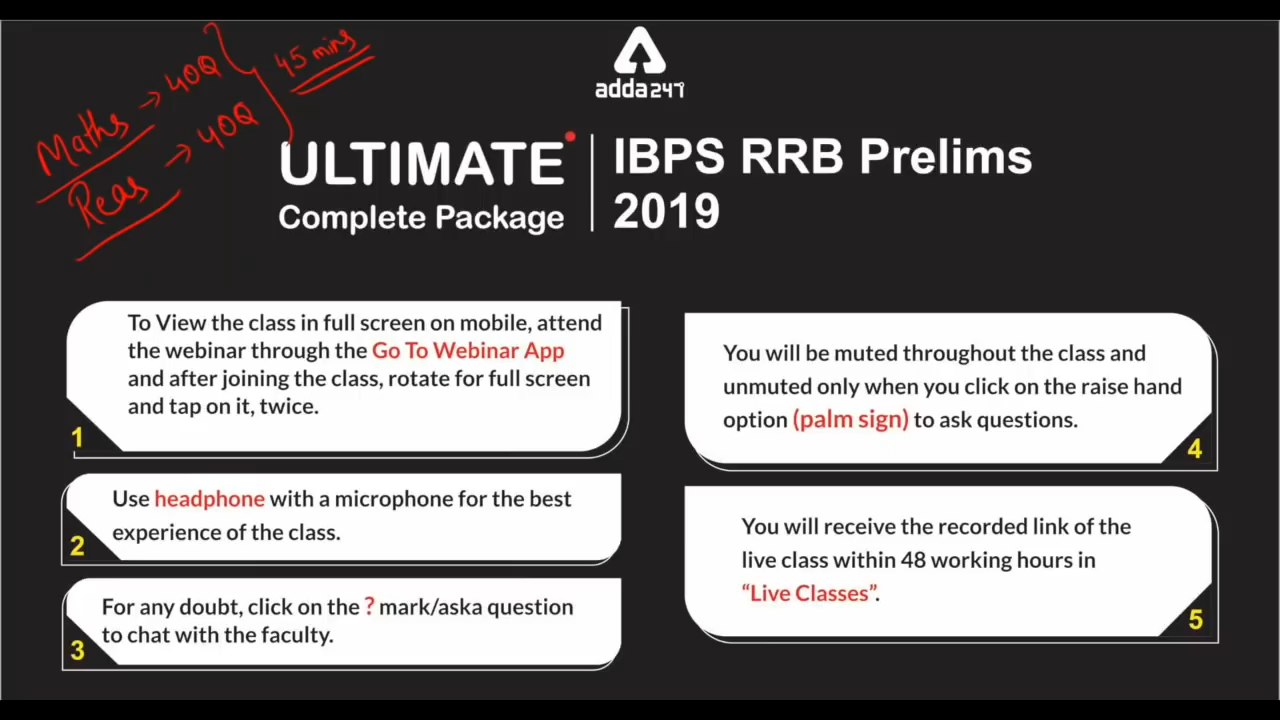 Maths → 40Q
Reas → 40Q
45 mins
adda247
ULTIMATE
Complete Package
IBPS RRB Prelims
2019
To View the class in full screen on mobile, attend
the webinar through the Go To Webinar App
and after joining the class, rotate for full screen
and tap on it, twice.
1
Use headphone with a microphone for the best
experience of the class.
2
For any doubt, click on the ? mark/aska question
to chat with the faculty.
3
You will be muted throughout the class and
unmuted only when you click on the raise hand
option (palm sign) to ask questions.
4
You will receive the recorded link of the
live class within 48 working hours in
“Live Classes”.
5